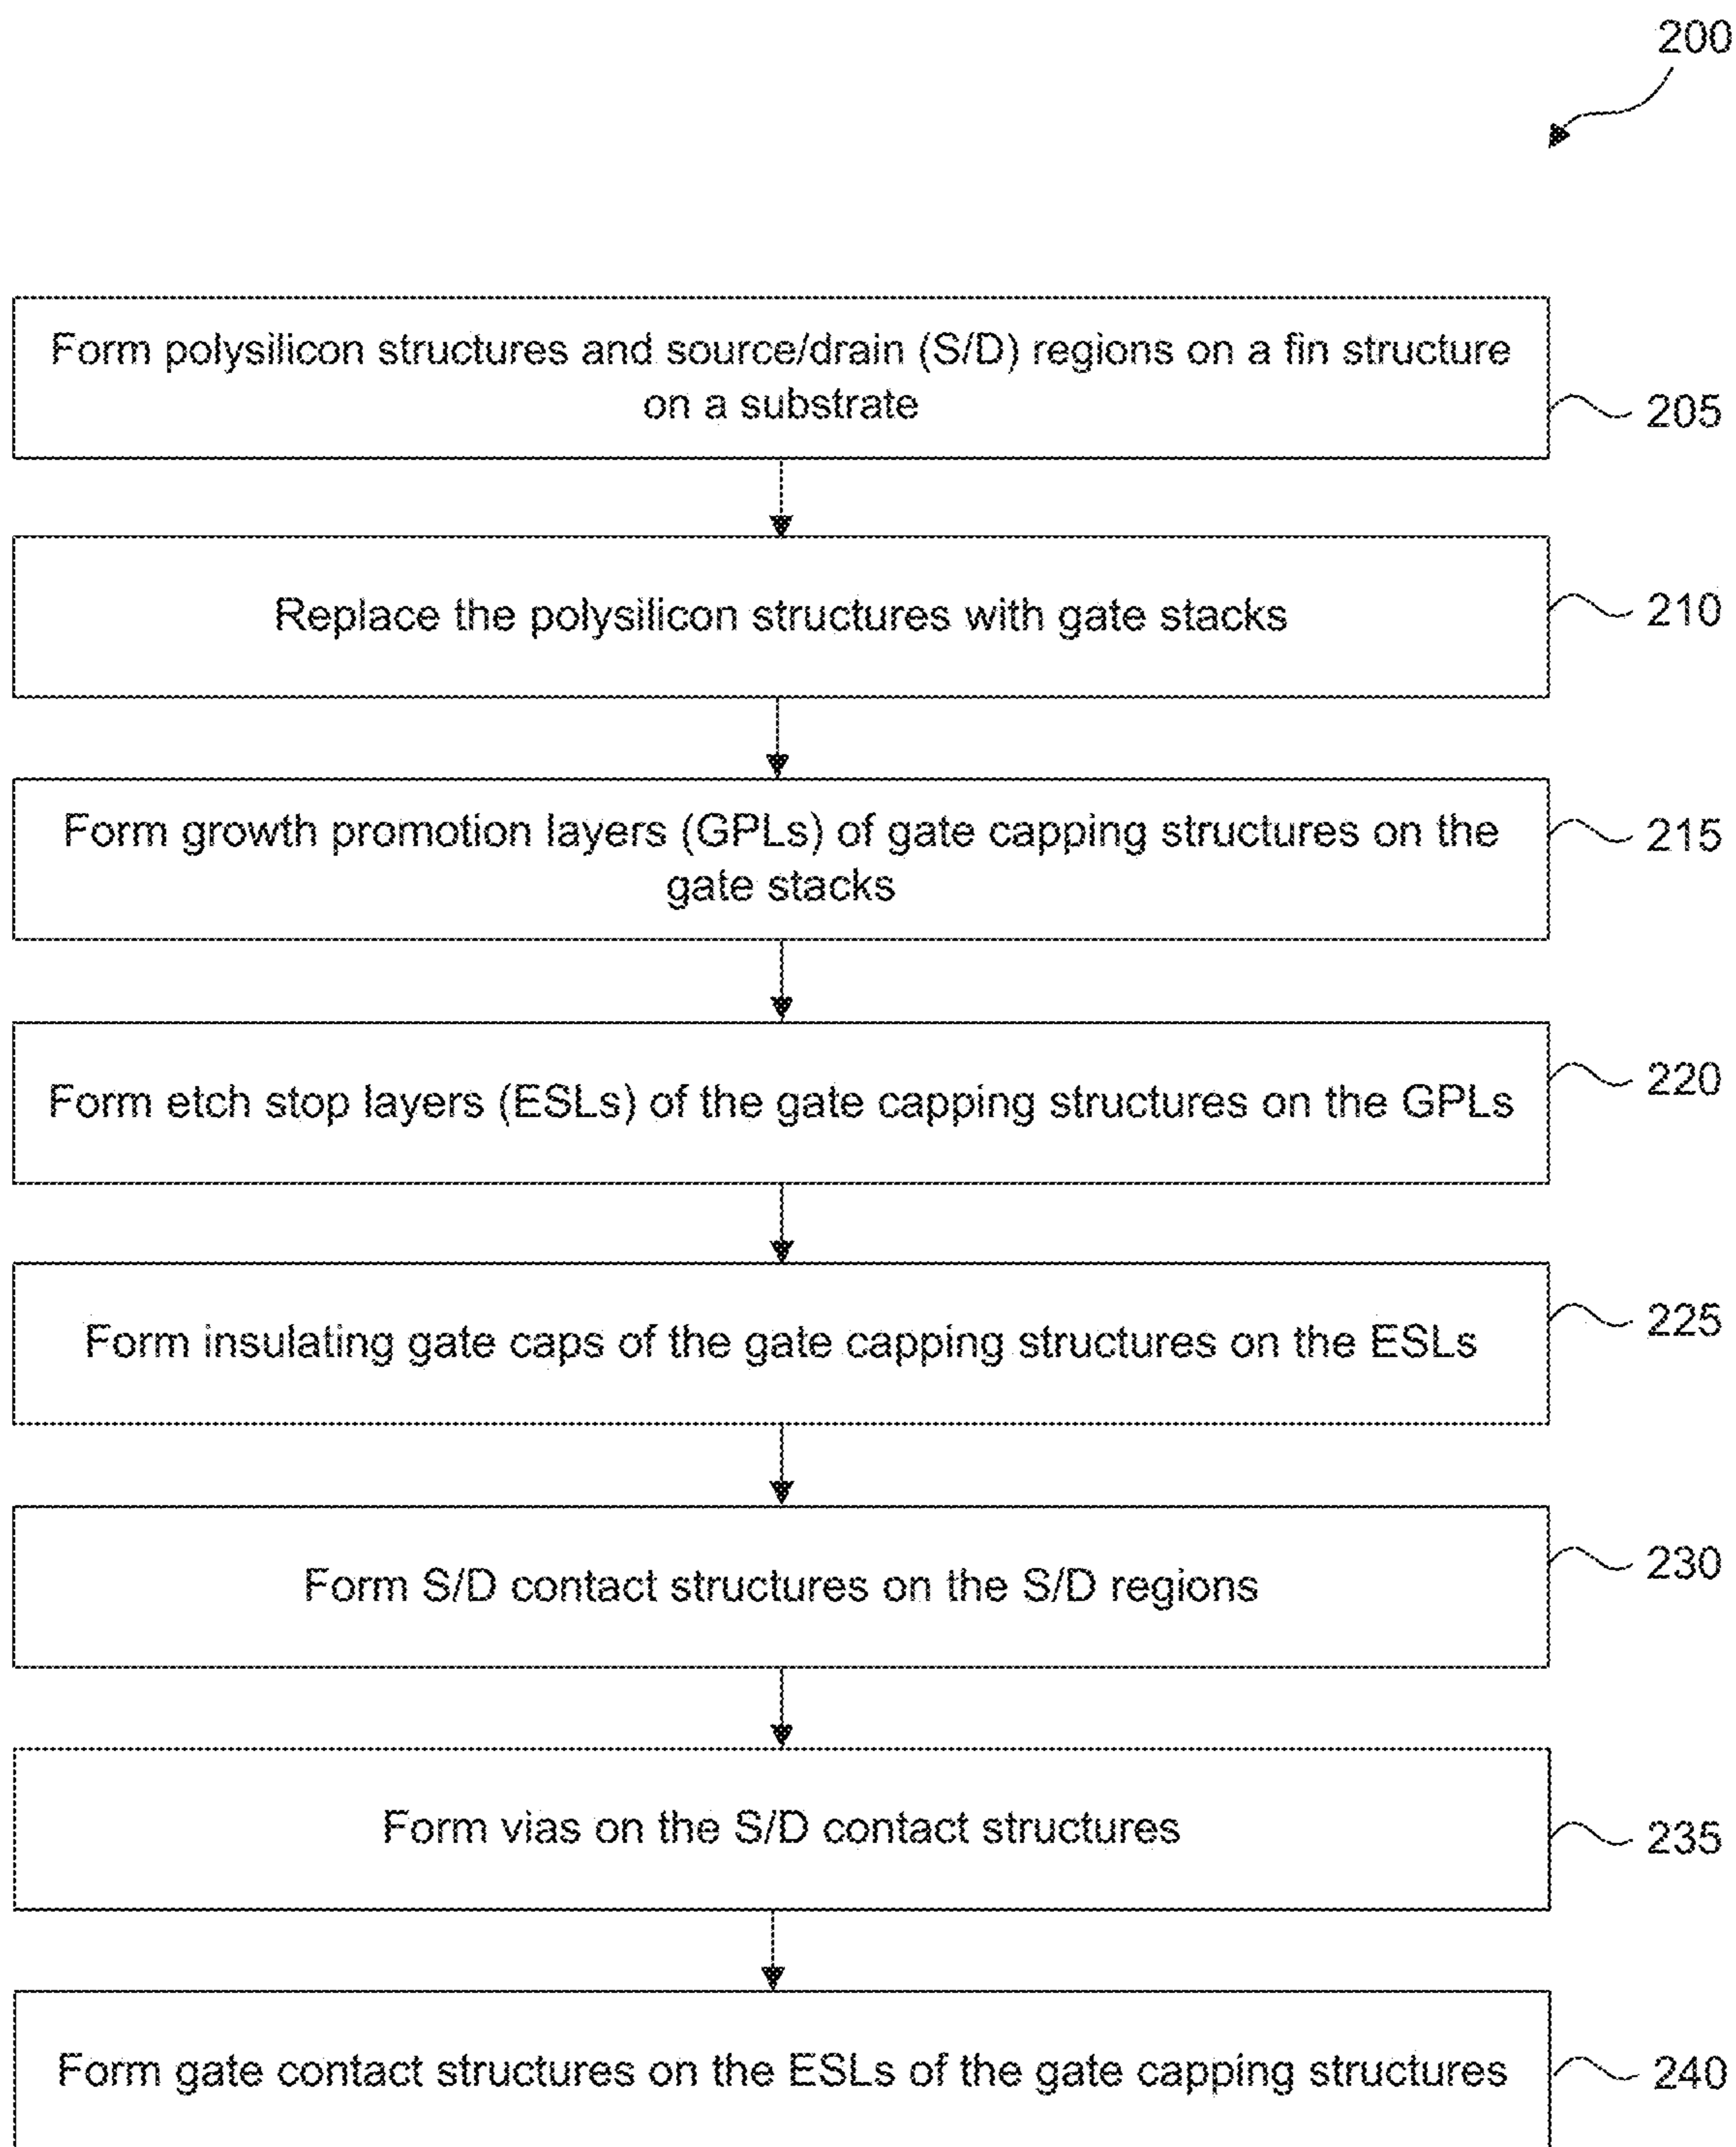 200
Form polysilicon structures and source/drain (S/D) regions on a fin structure
on a substrate
205
Replace the polysilicon structures with gate stacks
210
Form growth promotion layers (GPLs) of gate capping structures on the
gate stacks
215
Form etch stop layers (ESLs) of the gate capping structures on the GPLs
220
Form insulating gate caps of the gate capping structures on the ESLs
225
Form S/D contact structures on the S/D regions
230
Form vias on the S/D contact structures
235
Form gate contact structures on the ESLs of the gate capping structures
240